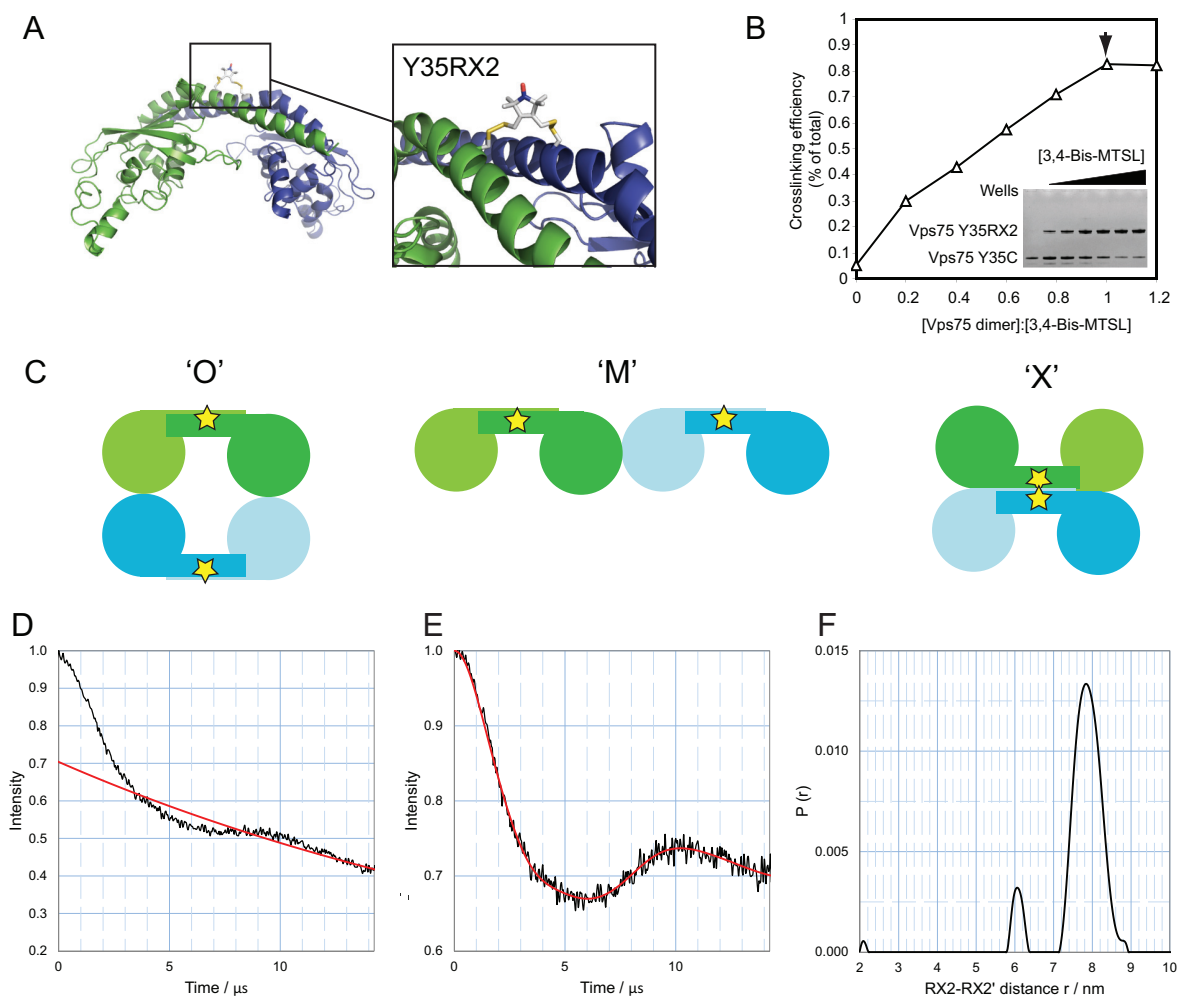 A
Y35RX2
B
1
0.9
0.8
0.7
0.6
0.5
0.4
0.3
0.2
0.1
0
Crosslinking efficiency
(% of total)
[3,4-Bis-MTSL]
Wells
Vps75 Y35RX2
Vps75 Y35C
0 0.2 0.4 0.6 0.8 1 1.2
[Vps75 dimer]:[3,4-Bis-MTSL]
C
'O'
'M'
'X'
D
1.0
0.9
0.8
0.7
0.6
0.5
0.4
0.3
0.2
Intensity
0 5 10
Time / μs
E
1.0
0.9
0.8
0.7
0.6
Intensity
0 5 10
Time / μs
F
0.015
0.010
0.005
0.000
P (r)
2 3 4 5 6 7 8 9 10
RX2-RX2' distance r / nm